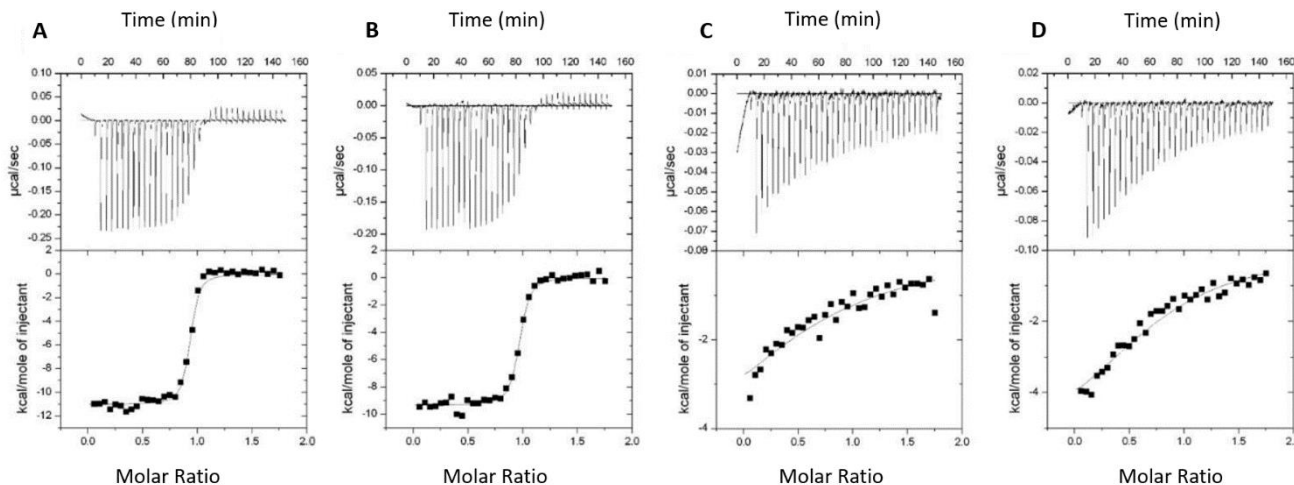 A
Time (min)
0 20 40 60 80 100 120 140 160
0.10
0.05
0.00
-0.05
-0.10
-0.15
-0.20
-0.25
µcal/sec
2
0
-2
-4
-6
-8
-10
-12
kcal/mole of injectant
0.0 0.5 1.0 1.5 2.0
Molar Ratio
B
Time (min)
0 20 40 60 80 100 120 140 160
0.05
0.00
-0.05
-0.10
-0.15
-0.20
µcal/sec
2
0
-2
-4
-6
-8
-10
kcal/mole of injectant
0.0 0.5 1.0 1.5 2.0
Molar Ratio
C
Time (min)
0 20 40 60 80 100 120 140 160
0.01
0.00
-0.01
-0.02
-0.03
-0.04
-0.05
-0.06
-0.07
-0.08
µcal/sec
-2
-4
kcal/mole of injectant
0.0 0.5 1.0 1.5 2.0
Molar Ratio
D
Time (min)
0 20 40 60 80 100 120 140 160
0.02
0.00
-0.02
-0.04
-0.06
-0.08
-0.10
µcal/sec
-2
-4
kcal/mole of injectant
0.0 0.5 1.0 1.5 2.0
Molar Ratio